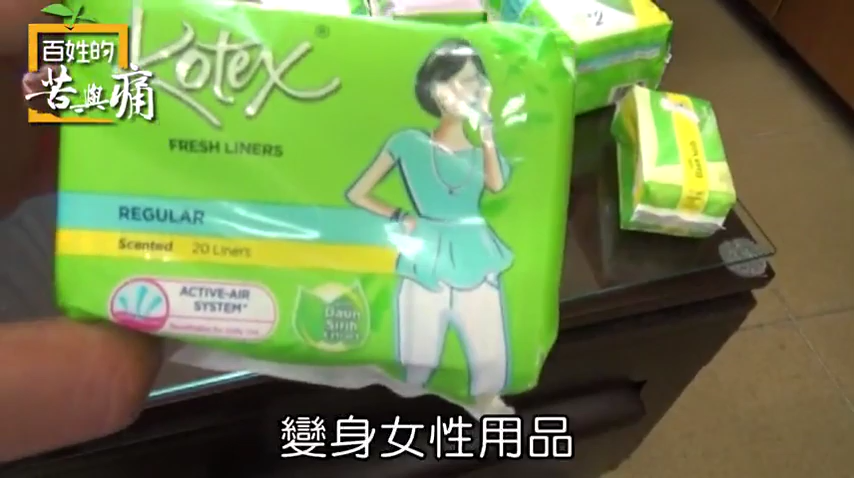 百姓的
苦與痛
Kotex®
FRESH LINERS
REGULAR
Scented 20 Liners
ACTIVE-AIR
SYSTEM
Daun
Sirih
Extract
變身女性用品